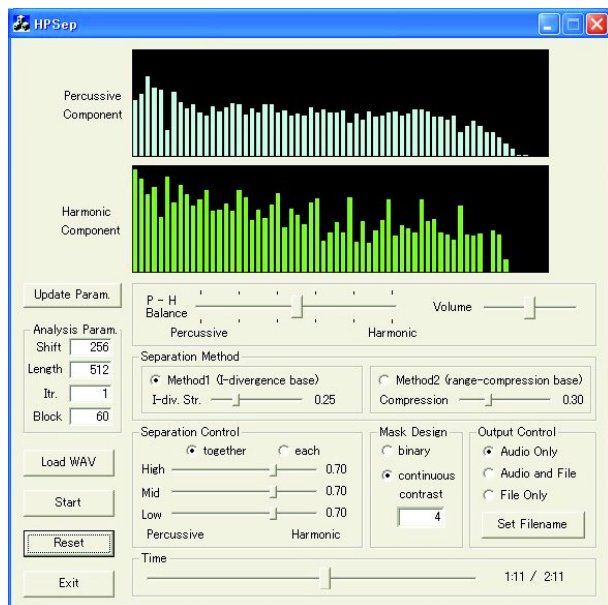 HPSep
Percussive
Component
Harmonic
Component
Update Param.
P - H
Balance
Volume
Percussive Harmonic
Analysis Param.
Shift 256
Length 512
Itr. 1
Block 60
Separation Method
Method1 (I-divergence base)
I-div. Str. 0.25
Method2 (range-compression base)
Compression 0.30
Load WAV
Start
Reset
Exit
Separation Control
together each
High 0.70
Mid 0.70
Low 0.70
Percussive Harmonic
Mask Design
binary
continuous
contrast
4
Output Control
Audio Only
Audio and File
File Only
Set Filename
Time
1:11 / 2:11